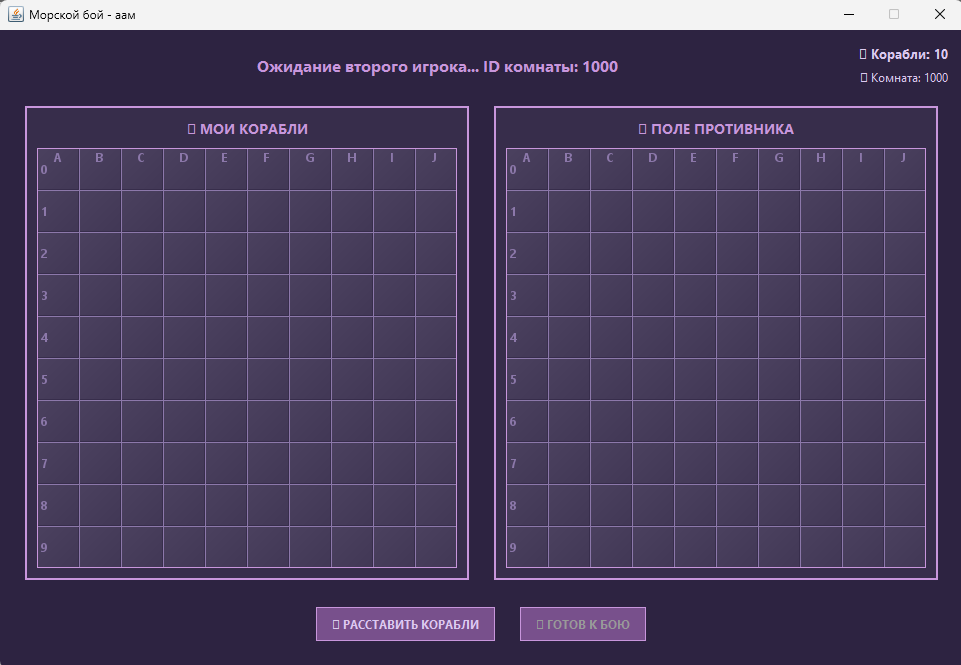 Морской бой - аам
Ожидание второго игрока... ID комнаты: 1000
Корабли: 10
Комната: 1000
МОИ КОРАБЛИ
A B C D E F G H I J
0
1
2
3
4
5
6
7
8
9
ПОЛЕ ПРОТИВНИКА
A B C D E F G H I J
0
1
2
3
4
5
6
7
8
9
РАССТАВИТЬ КОРАБЛИ
ГОТОВ К БОЮ